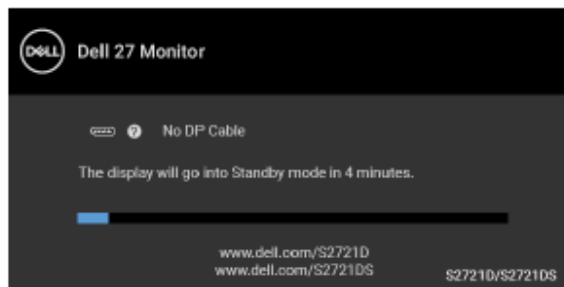 DELL
Dell 27 Monitor
? No DP Cable
The display will go into Standby mode in 4 minutes.
www.dell.com/S2721D
www.dell.com/S2721DS
S2721D/S2721DS